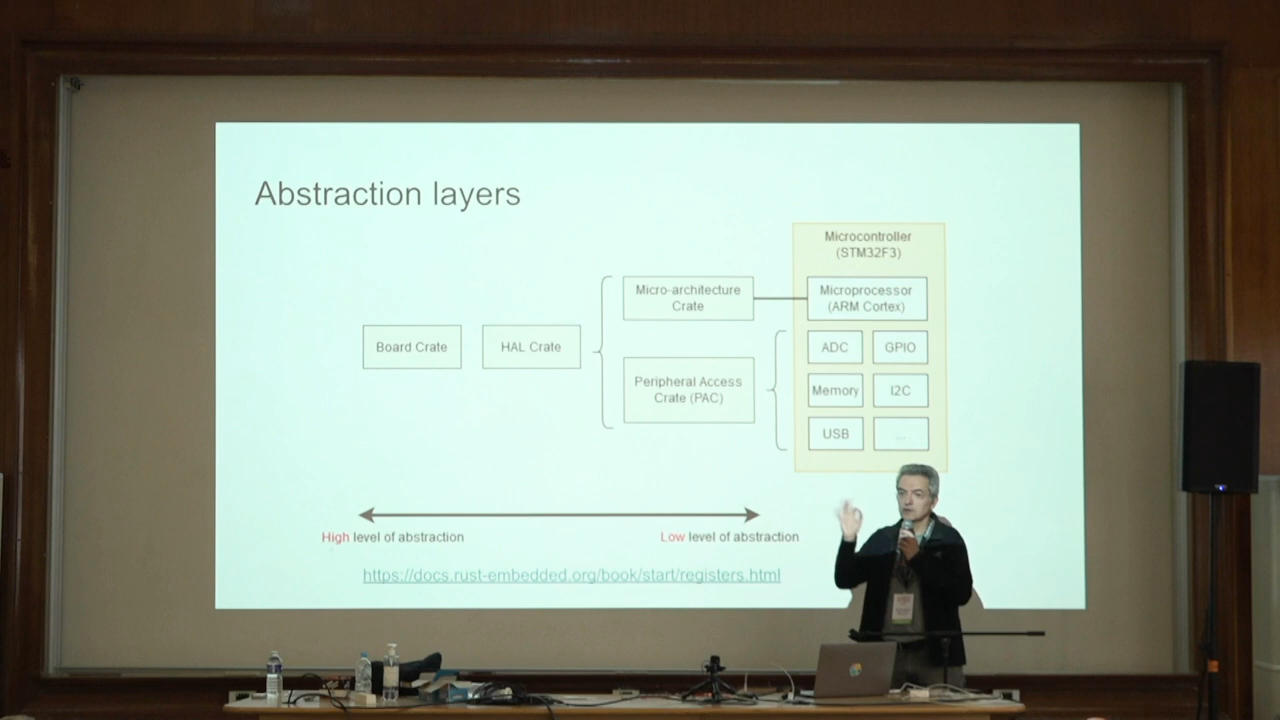 Abstraction layers
Microcontroller
(STM32F3)
Micro-architecture
Crate
Microprocessor
(ARM Cortex)
Board Crate
HAL Crate
ADC
GPIO
Peripheral Access
Crate (PAC)
Memory
I2C
USB
...
High level of abstraction
Low level of abstraction
https://docs.rust-embedded.org/book/start/registers.html